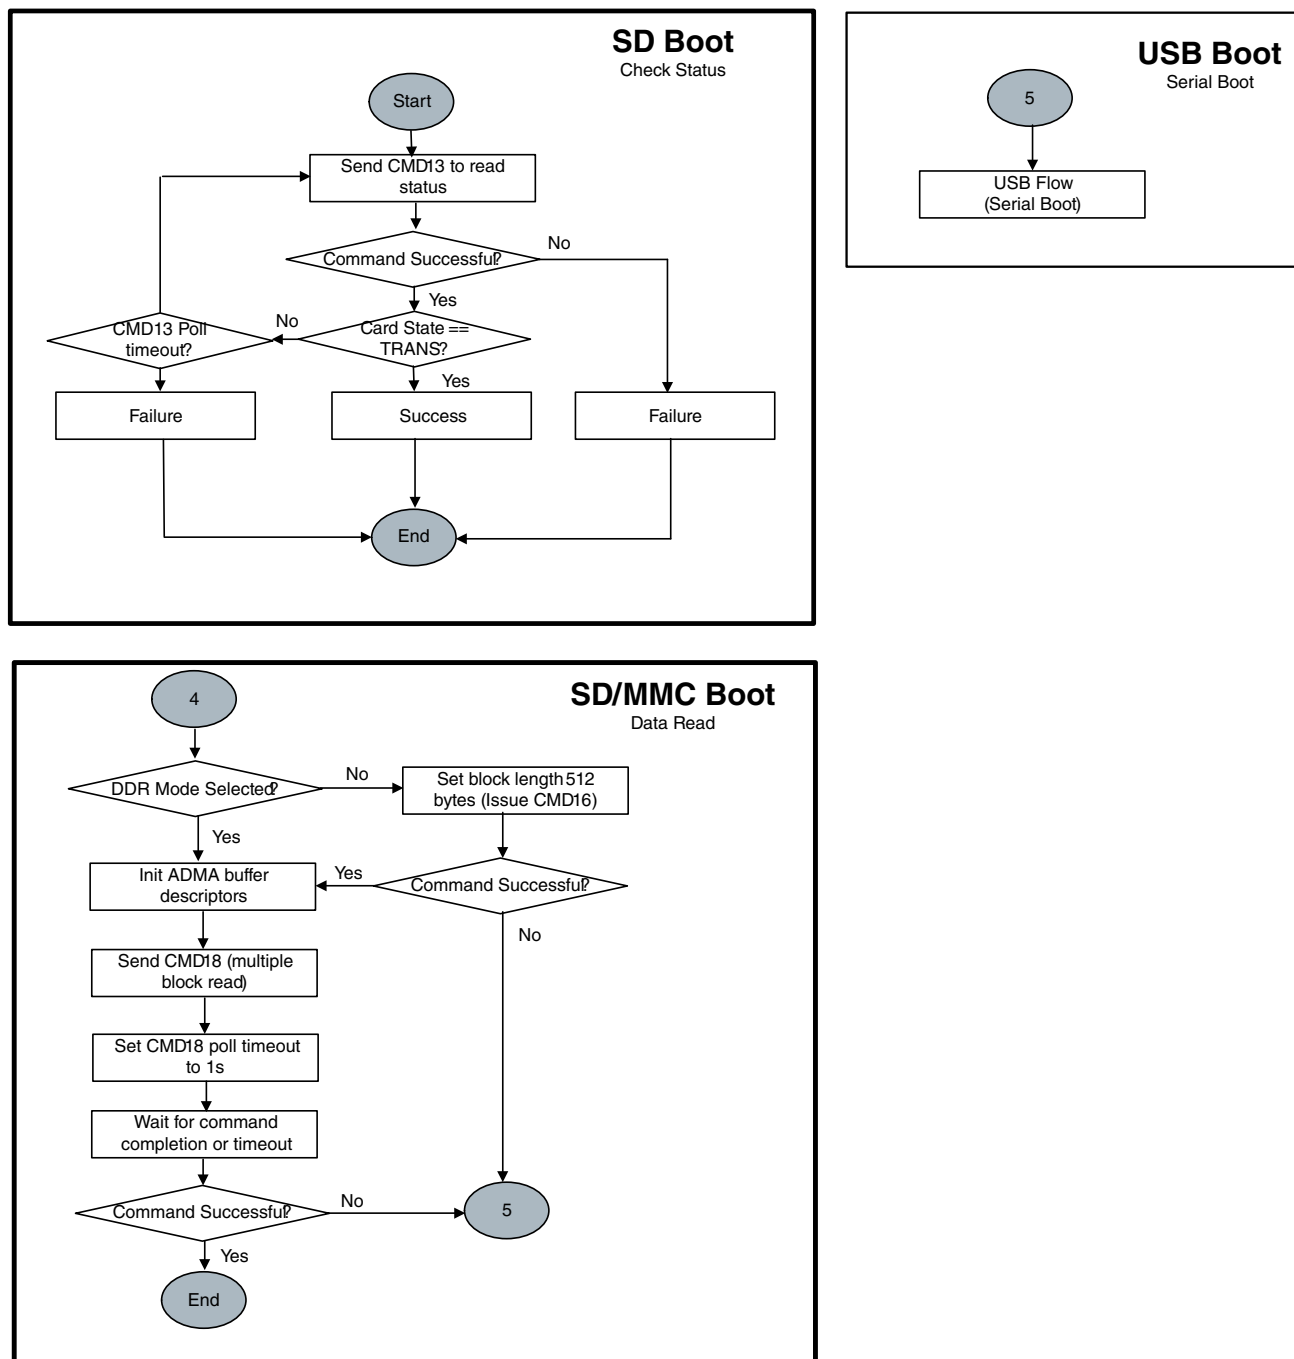 SD Boot
Check Status
Start
Send CMD13 to read
status
Command Successful?
No
Yes
Card State ==
TRANS?
No
CMD13 Poll
timeout?
Yes
Failure
Success
Failure
End
USB Boot
Serial Boot
5
USB Flow
(Serial Boot)
SD/MMC Boot
Data Read
4
DDR Mode Selected?
No
Set block length 512
bytes (Issue CMD16)
Yes
Init ADMA buffer
descriptors
Yes
Command Successful?
No
Send CMD18 (multiple
block read)
Set CMD18 poll timeout
to 1s
Wait for command
completion or timeout
Command Successful?
No
5
Yes
End